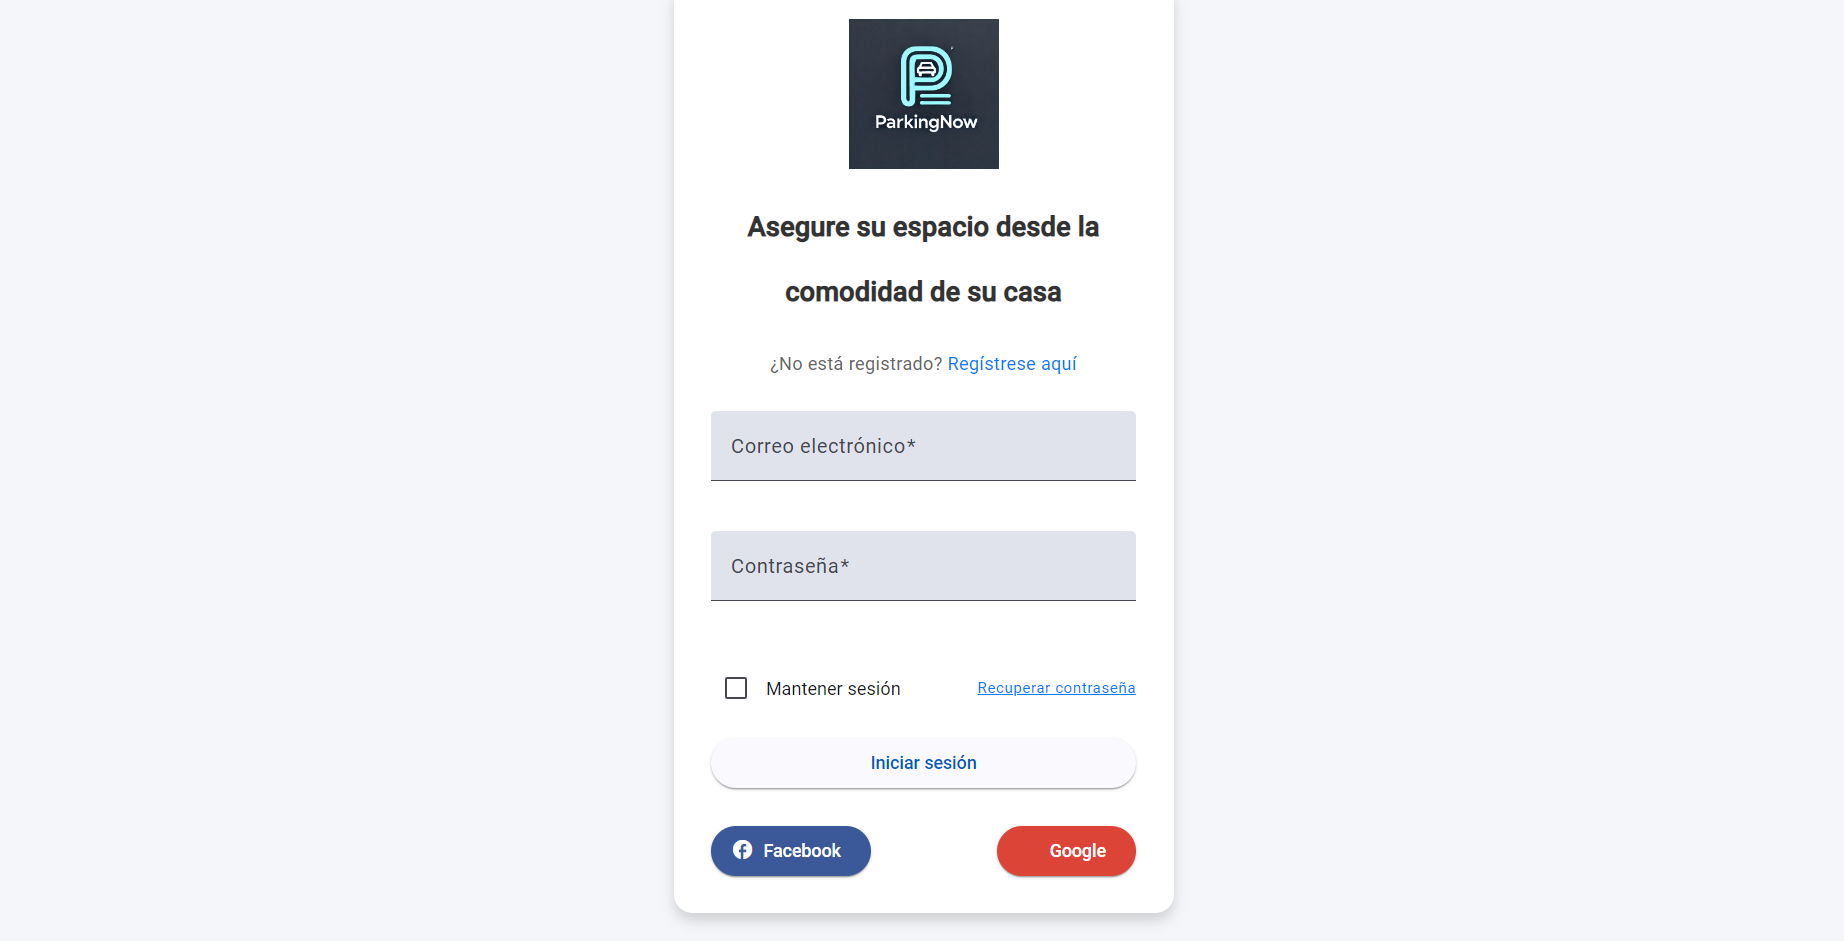 ParkingNow
Asegure su espacio desde la
comodidad de su casa
¿No está registrado? Regístrese aquí
Correo electrónico*
Contraseña*
Mantener sesión Recuperar contraseña
Iniciar sesión
Facebook Google